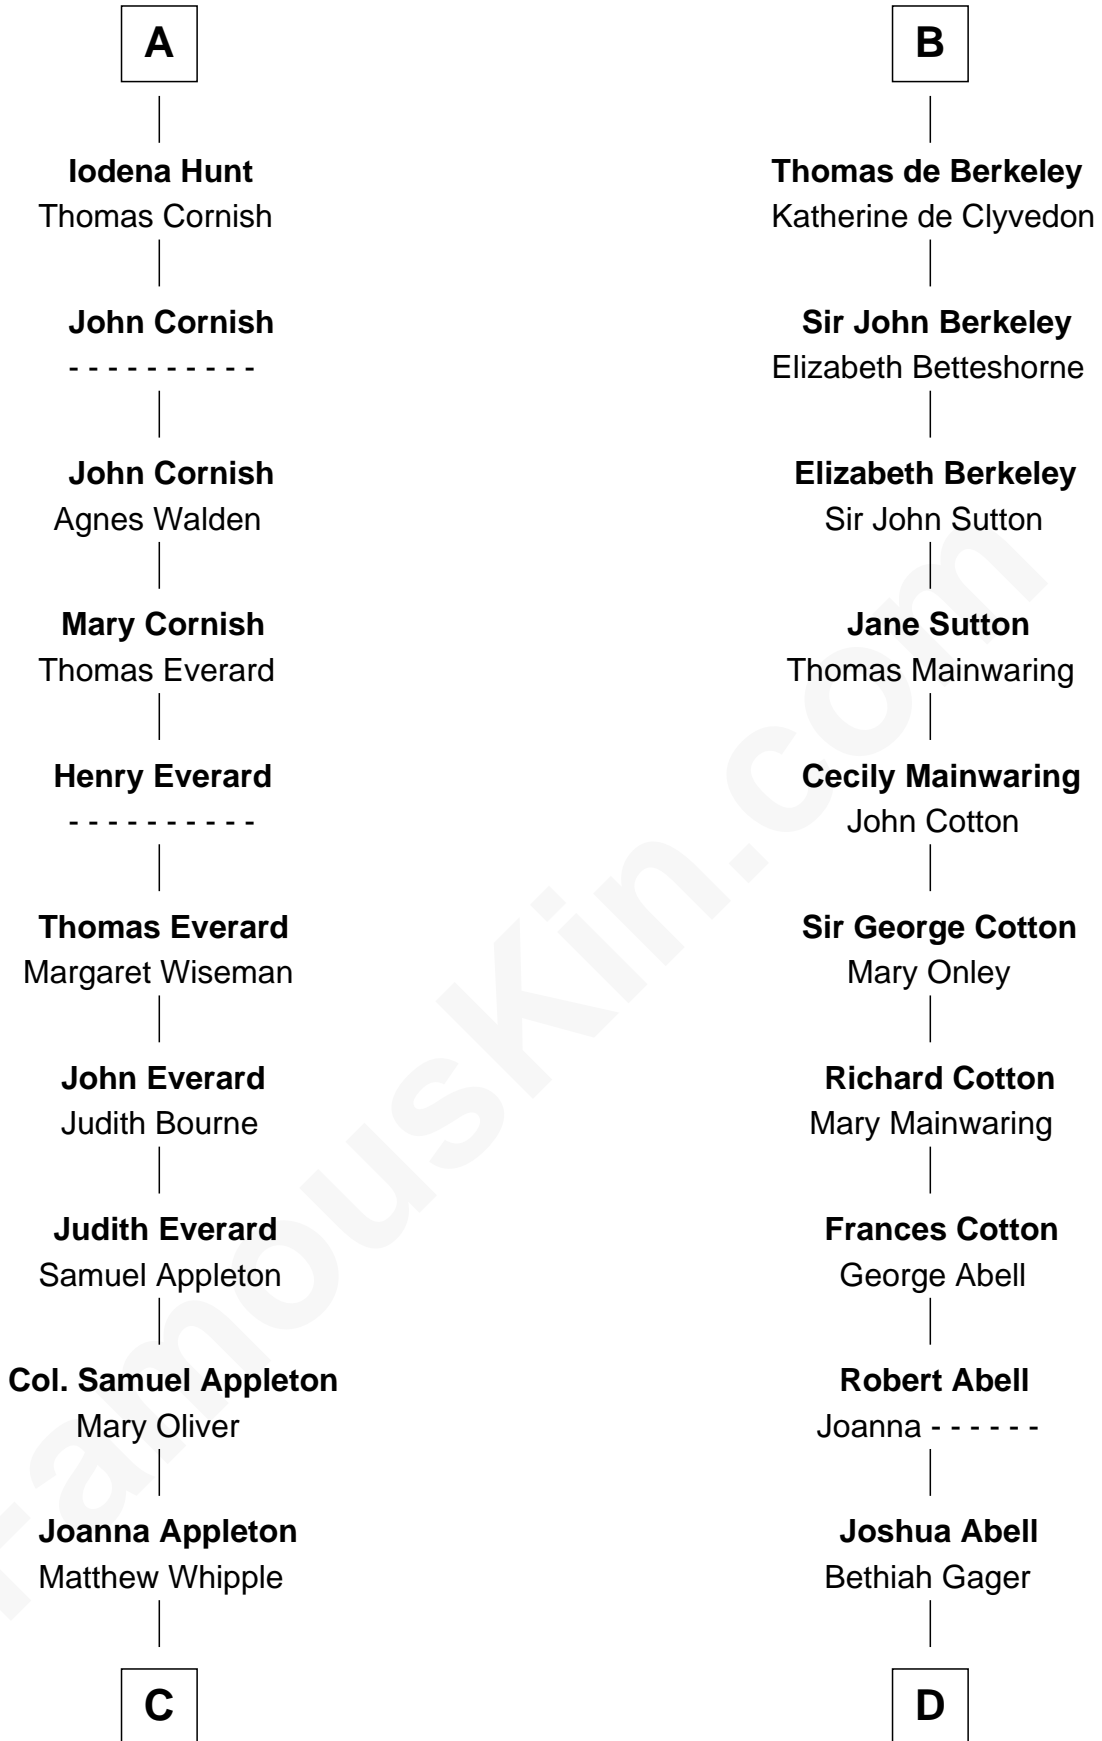 A
Iodena Hunt
Thomas Cornish
John Cornish
- - - - - - - - - -
John Cornish
Agnes Walden
Mary Cornish
Thomas Everard
Henry Everard
- - - - - - - - - -
Thomas Everard
Margaret Wiseman
John Everard
Judith Bourne
Judith Everard
Samuel Appleton
Col. Samuel Appleton
Mary Oliver
Joanna Appleton
Matthew Whipple
C
B
Thomas de Berkeley
Katherine de Clyvedon
Sir John Berkeley
Elizabeth Betteshorne
Elizabeth Berkeley
Sir John Sutton
Jane Sutton
Thomas Mainwaring
Cecily Mainwaring
John Cotton
Sir George Cotton
Mary Onley
Richard Cotton
Mary Mainwaring
Frances Cotton
George Abell
Robert Abell
Joanna - - - - - -
Joshua Abell
Bethiah Gager
D
FamousKin.com